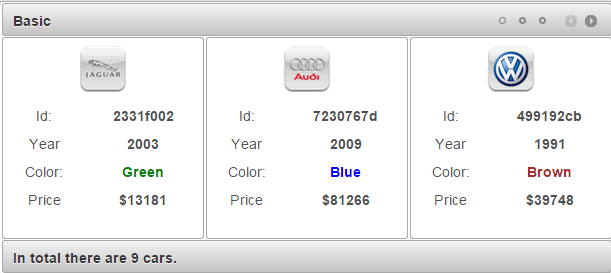 Basic
JAGUAR
Id: 2331f002
Year 2003
Color: Green
Price $13181
Audi
Id: 7230767d
Year 2009
Color: Blue
Price $81266
Id: 499192cb
Year 1991
Color: Brown
Price $39748
In total there are 9 cars.